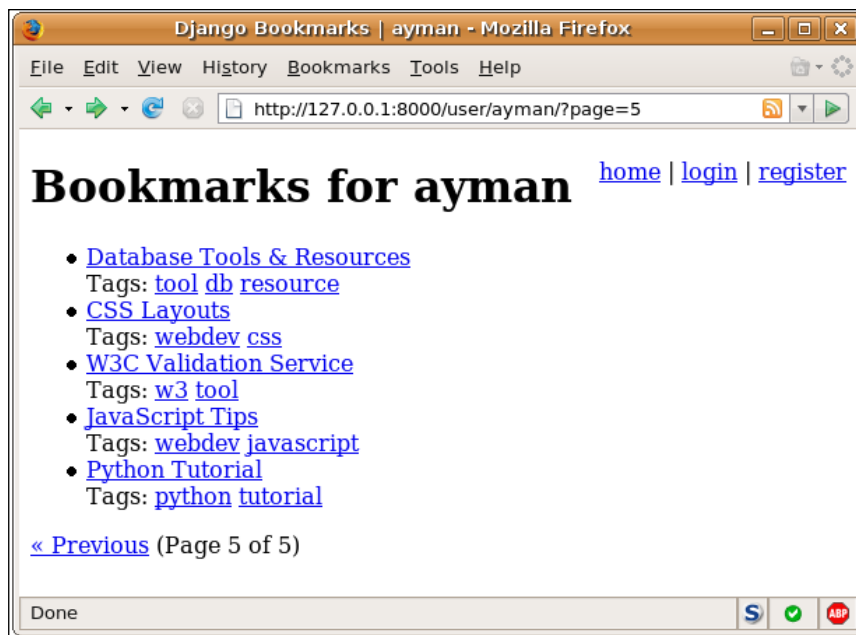 Django Bookmarks | ayman - Mozilla Firefox
File Edit View History Bookmarks Tools Help
http://127.0.0.1:8000/user/ayman/?page=5
Bookmarks for ayman
home | login | register
Database Tools & Resources
Tags: tool db resource
CSS Layouts
Tags: webdev css
W3C Validation Service
Tags: w3 tool
JavaScript Tips
Tags: webdev javascript
Python Tutorial
Tags: python tutorial
« Previous (Page 5 of 5)
Done S ABP